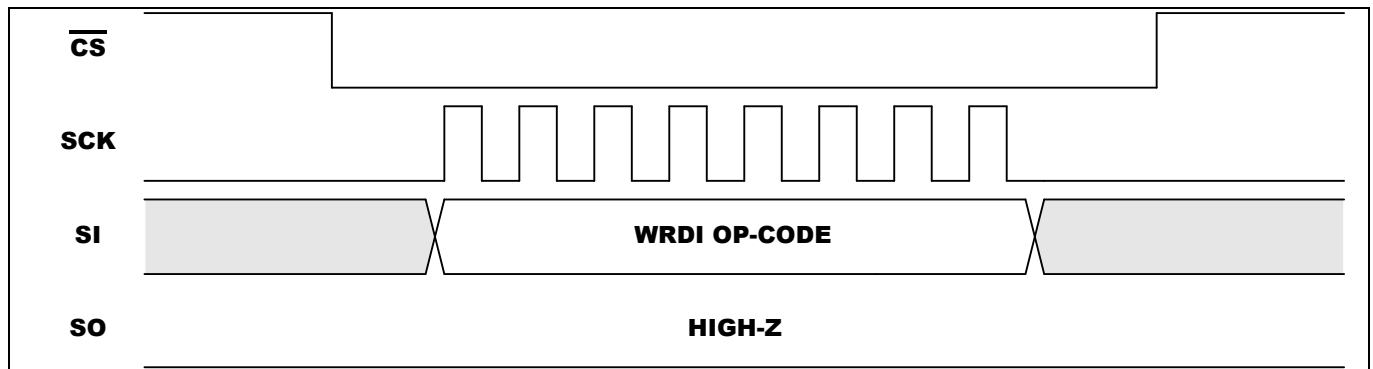 CS
SCK
SI
WRDI OP-CODE
SO
HIGH-Z